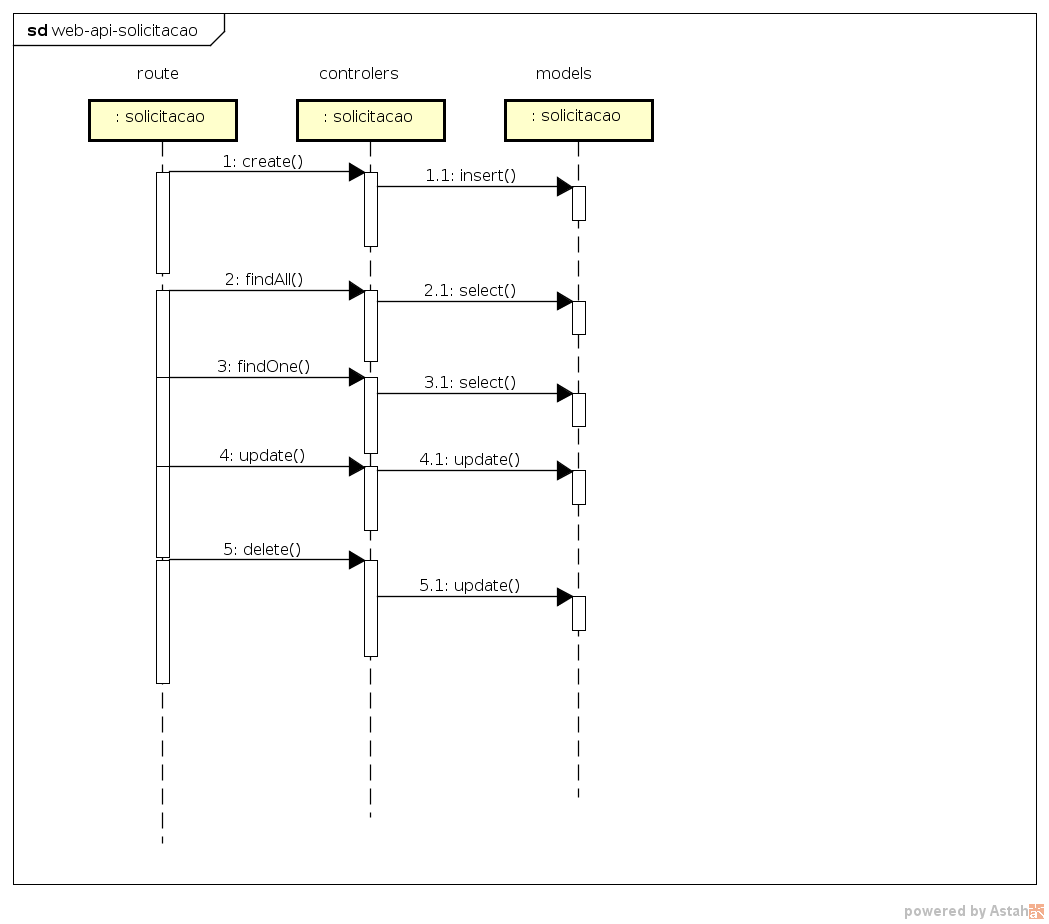 sd web-api-solicitacao
route controlers models
: solicitacao : solicitacao : solicitacao
1: create()
1.1: insert()
2: findAll()
2.1: select()
3: findOne()
3.1: select()
4: update()
4.1: update()
5: delete()
5.1: update()
powered by Astah